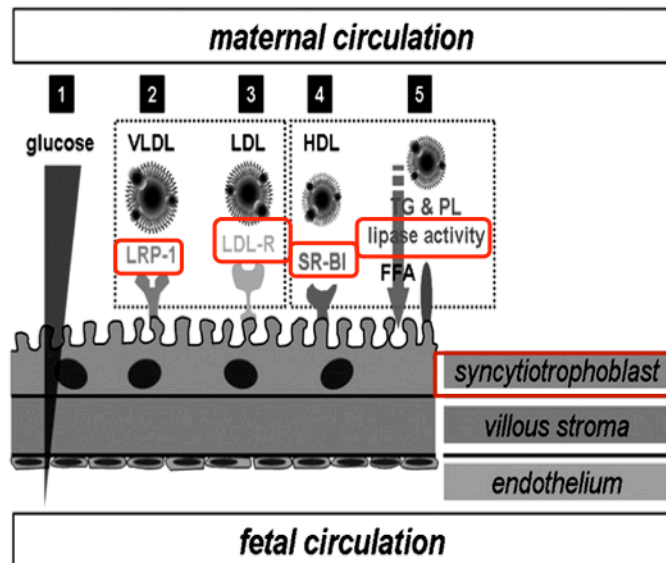 maternal circulation
1 2 3 4 5
glucose VLDL LDL HDL
TG & PL
LRP-1 LDL-R SR-BI lipase activity
FFA
syncytiotrophoblast
villous stroma
endothelium
fetal circulation